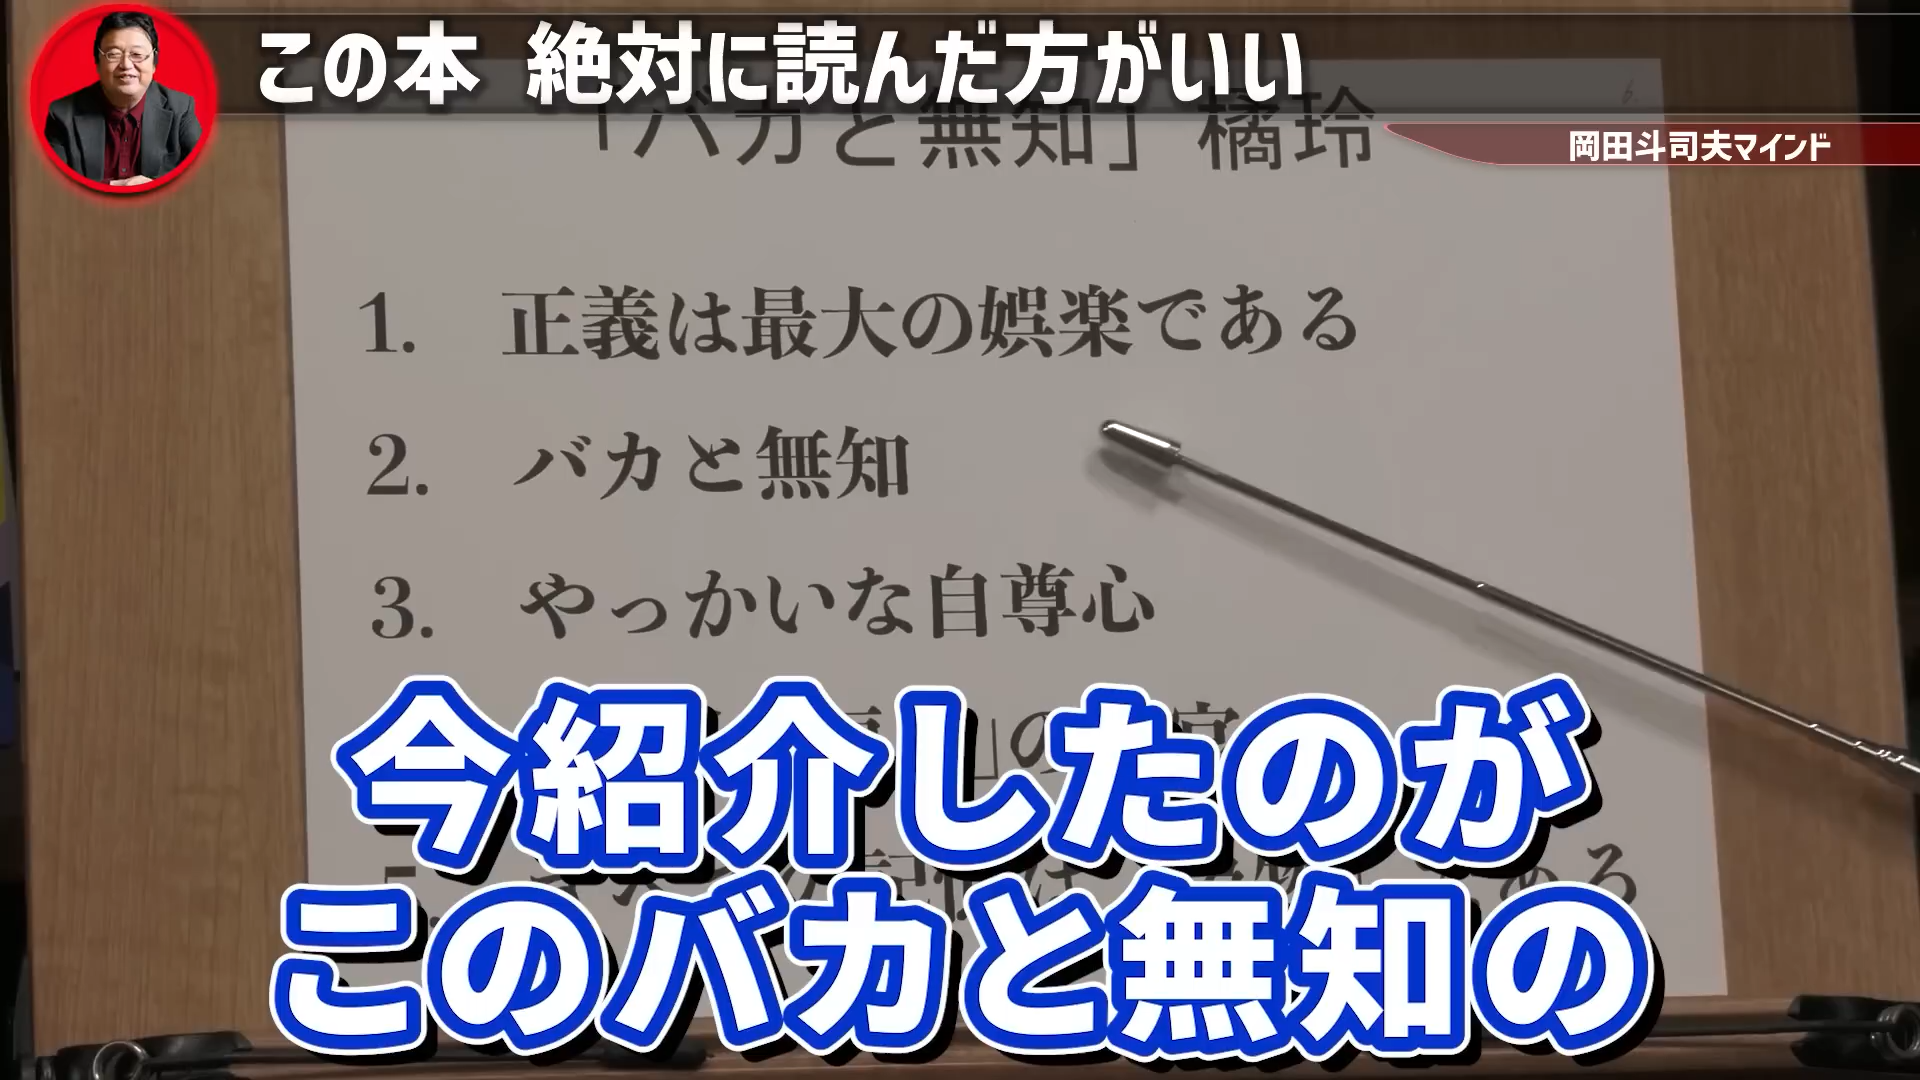 この本 絶対に読んだ方がいい
岡田斗司夫マインド
「バカと無知」橘玲
1. 正義は最大の娯楽である
2. バカと無知
3. やっかいな自尊心
今紹介したのが
このバカと無知の